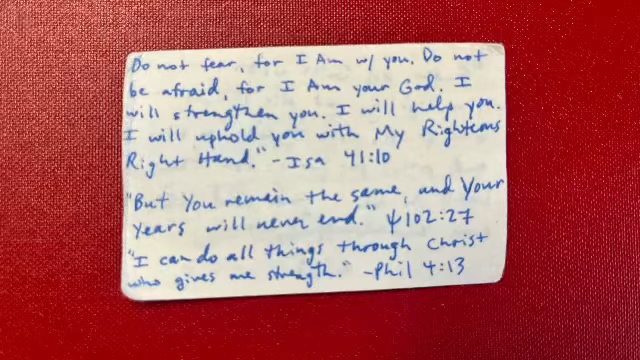 Do not fear, for I Am w/ you. Do not
be afraid, for I Am your God. I
will strengthen you. I will help you.
I will uphold you with My Righteous
Right Hand." - Isa 41:10
"But You remain the same, and Your
Years will never end." ψ102:27
"I can do all things through Christ
who gives me strength." - Phil 4:13